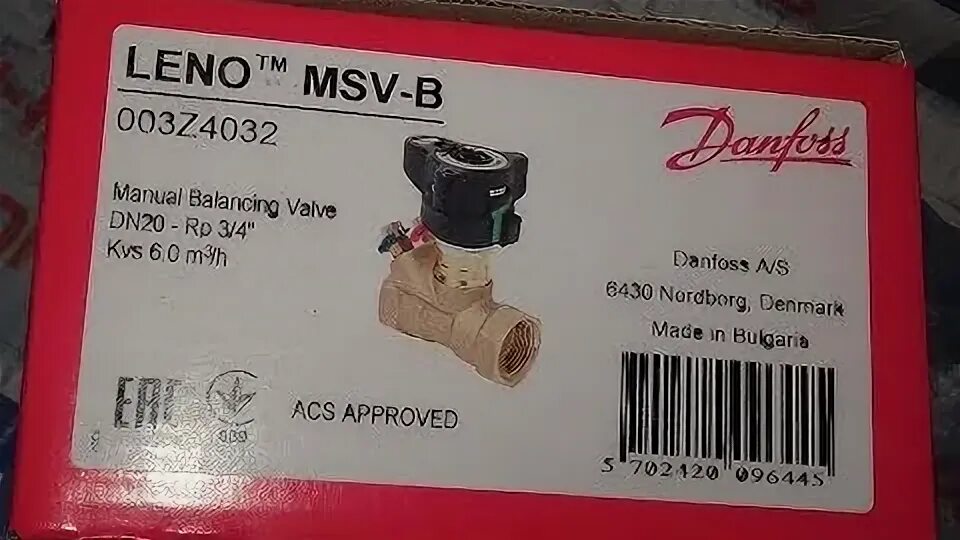 LENO™ MSV-B
003Z4032
Danfoss
Manual Balancing Valve
DN20 - Rp 3/4"
Kvs 6.0 m³/h
Danfoss A/S
6430 Nordborg, Denmark
Made in Bulgaria
EAC
ACS APPROVED
5 702420 096445